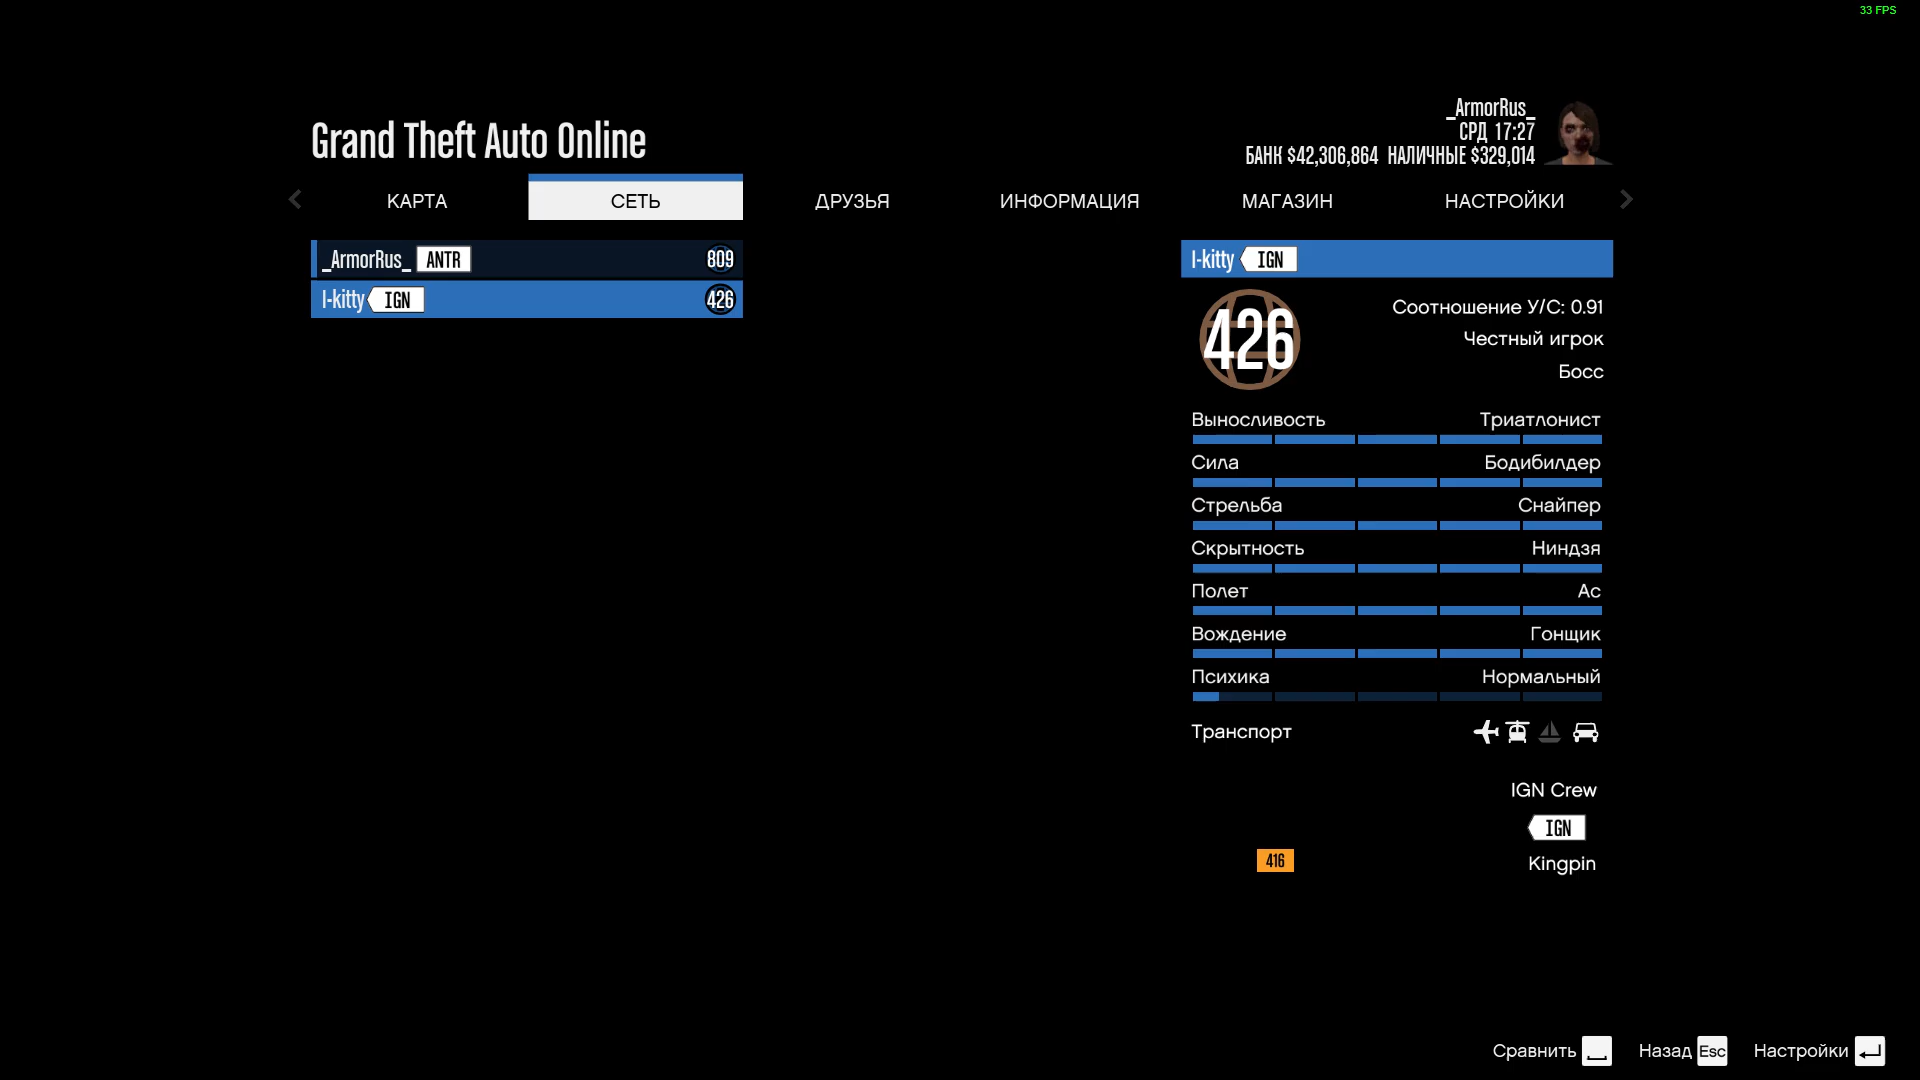 33 FPS
Grand Theft Auto Online
_ArmorRus_
СРД 17:27
БАНК $42,306,864 НАЛИЧНЫЕ $329,014
КАРТА СЕТЬ ДРУЗЬЯ ИНФОРМАЦИЯ МАГАЗИН НАСТРОЙКИ
_ArmorRus_ ANTR 809
I-kitty IGN 426
I-kitty IGN
426
Соотношение У/С: 0.91
Честный игрок
Босс
Выносливость Триатлонист
Сила Бодибилдер
Стрельба Снайпер
Скрытность Ниндзя
Полет Ас
Вождение Гонщик
Психика Нормальный
Транспорт
IGN Crew
IGN
416
Kingpin
Сравнить Назад Esc Настройки